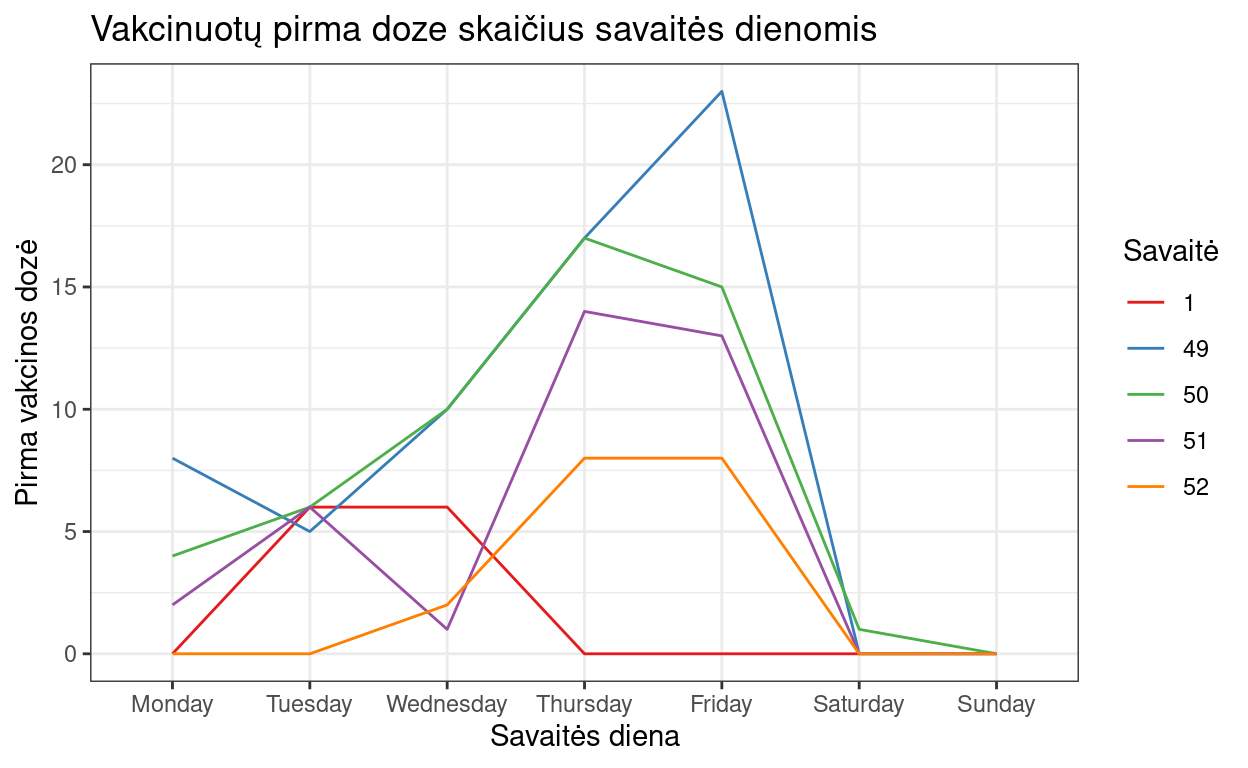 Vakcinuotų pirma doze skaičius savaitės dienomis
Pirma vakcinos dozė
20
15
10
5
0
Monday Tuesday Wednesday Thursday Friday Saturday Sunday
Savaitės diena
Savaitė
1
49
50
51
52